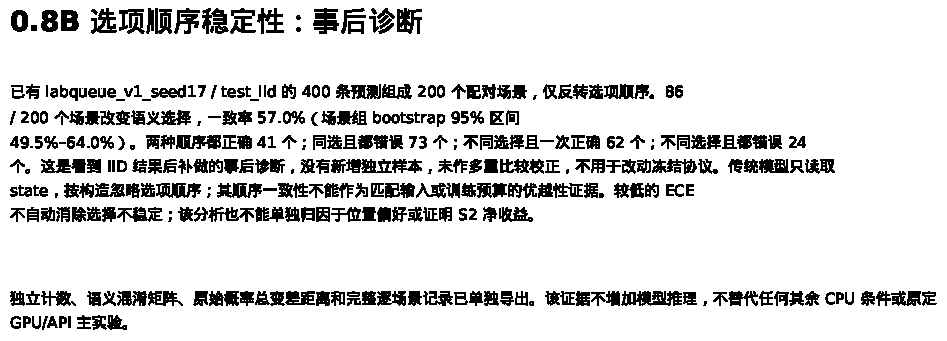 0.8B 选项顺序稳定性：事后诊断
已有 labqueue_v1_seed17 / test_iid 的 400 条预测组成 200 个配对场景，仅反转选项顺序。86
/ 200 个场景改变语义选择，一致率 57.0%（场景组 bootstrap 95% 区间
49.5%–64.0%）。两种顺序都正确 41 个；同选且都错误 73 个；不同选择且一次正确 62 个；不同选择且都错误 24
个。这是看到 IID 结果后补做的事后诊断，没有新增独立样本，未作多重比较校正，不用于改动冻结协议。传统模型只读取
state，按构造忽略选项顺序；其顺序一致性不能作为匹配输入或训练预算的优越性证据。较低的 ECE
不自动消除选择不稳定；该分析也不能单独归因于位置偏好或证明 S2 净收益。
独立计数、语义混淆矩阵、原始概率总变差距离和完整逐场景记录已单独导出。该证据不增加模型推理，不替代任何其余 CPU 条件或原定
GPU/API 主实验。